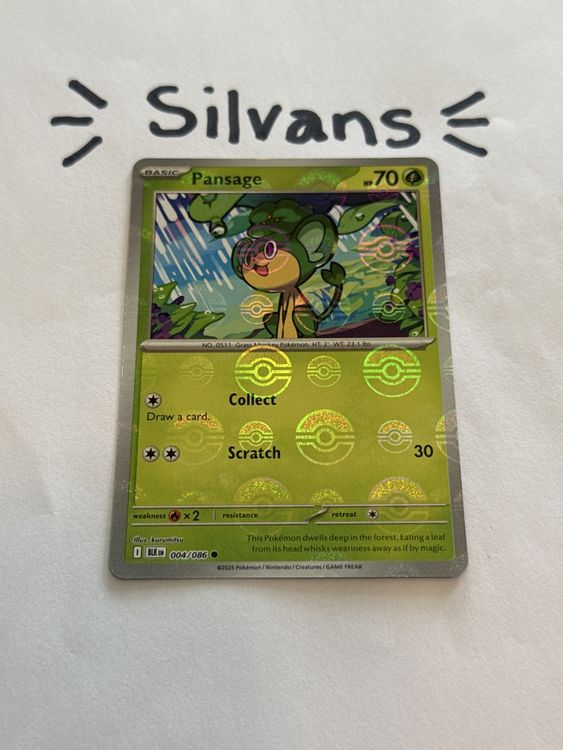 Silvans
BASIC Pansage HP 70
NO. 0511 Grass Monkey Pokémon HT: 2' WT: 23.1 lbs.
Collect
Draw a card.
Scratch 30
weakness ×2 resistance retreat
Illus. kurumitsu
This Pokémon dwells deep in the forest. Eating a
leaf from its head whisks weariness away as if by magic.
I BLK EN 004/086
©2025 Pokémon / Nintendo / Creatures / GAME FREAK